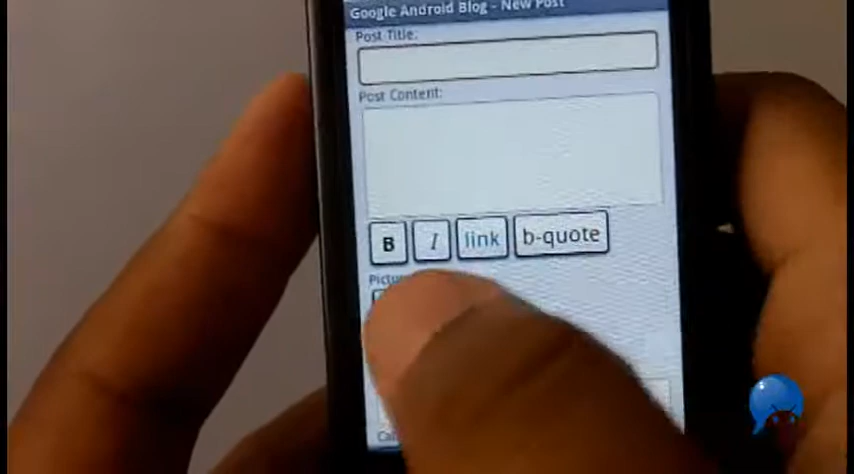 Google Android Blog - New Post
Post Title:
Post Content:
B I link b-quote